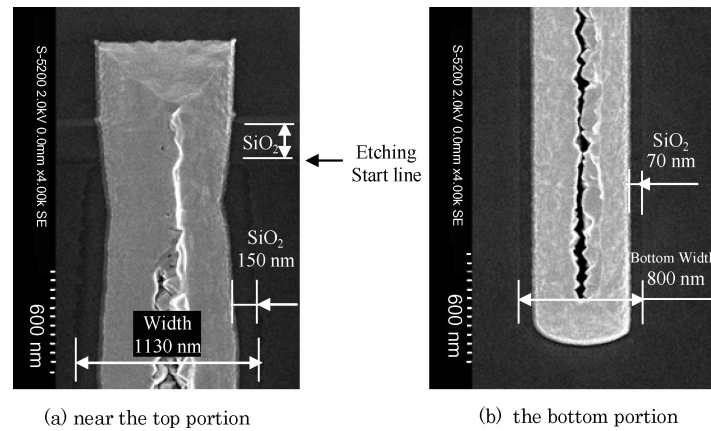 S-5200 2.0kV 0.0mm x4.00k SE
600 nm
SiO₂
Etching
Start line
SiO₂
150 nm
Width
1130 nm
(a) near the top portion
S-5200 2.0kV 0.0mm x4.00k SE
600 nm
SiO₂
70 nm
Bottom Width
800 nm
(b) the bottom portion